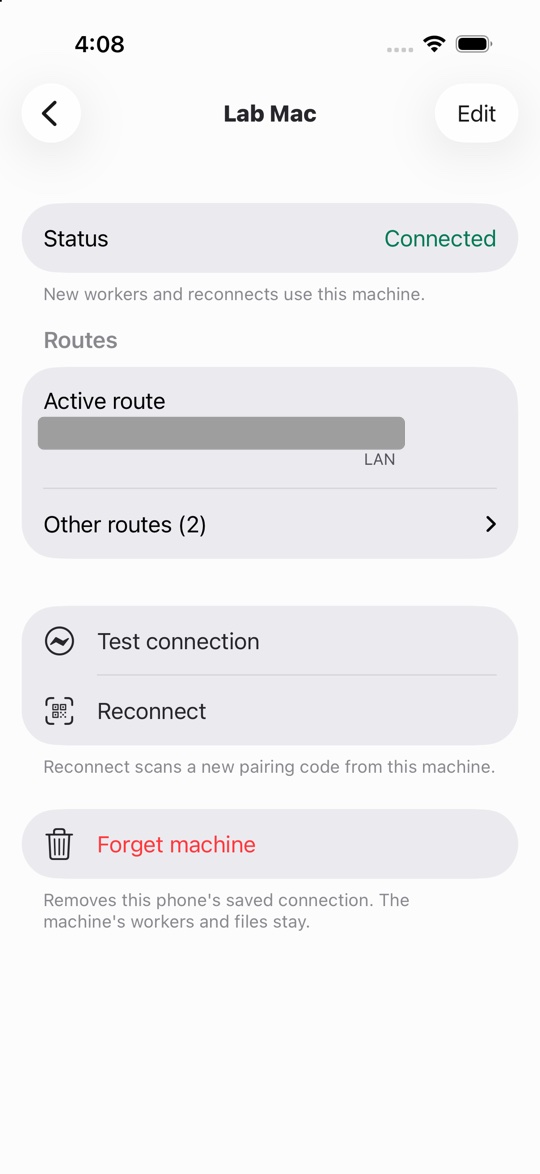 4:08
Lab Mac
Edit
Status
Connected
New workers and reconnects use this machine.
Routes
Active route
LAN
Other routes (2)
Test connection
Reconnect
Reconnect scans a new pairing code from this machine.
Forget machine
Removes this phone's saved connection. The
machine's workers and files stay.